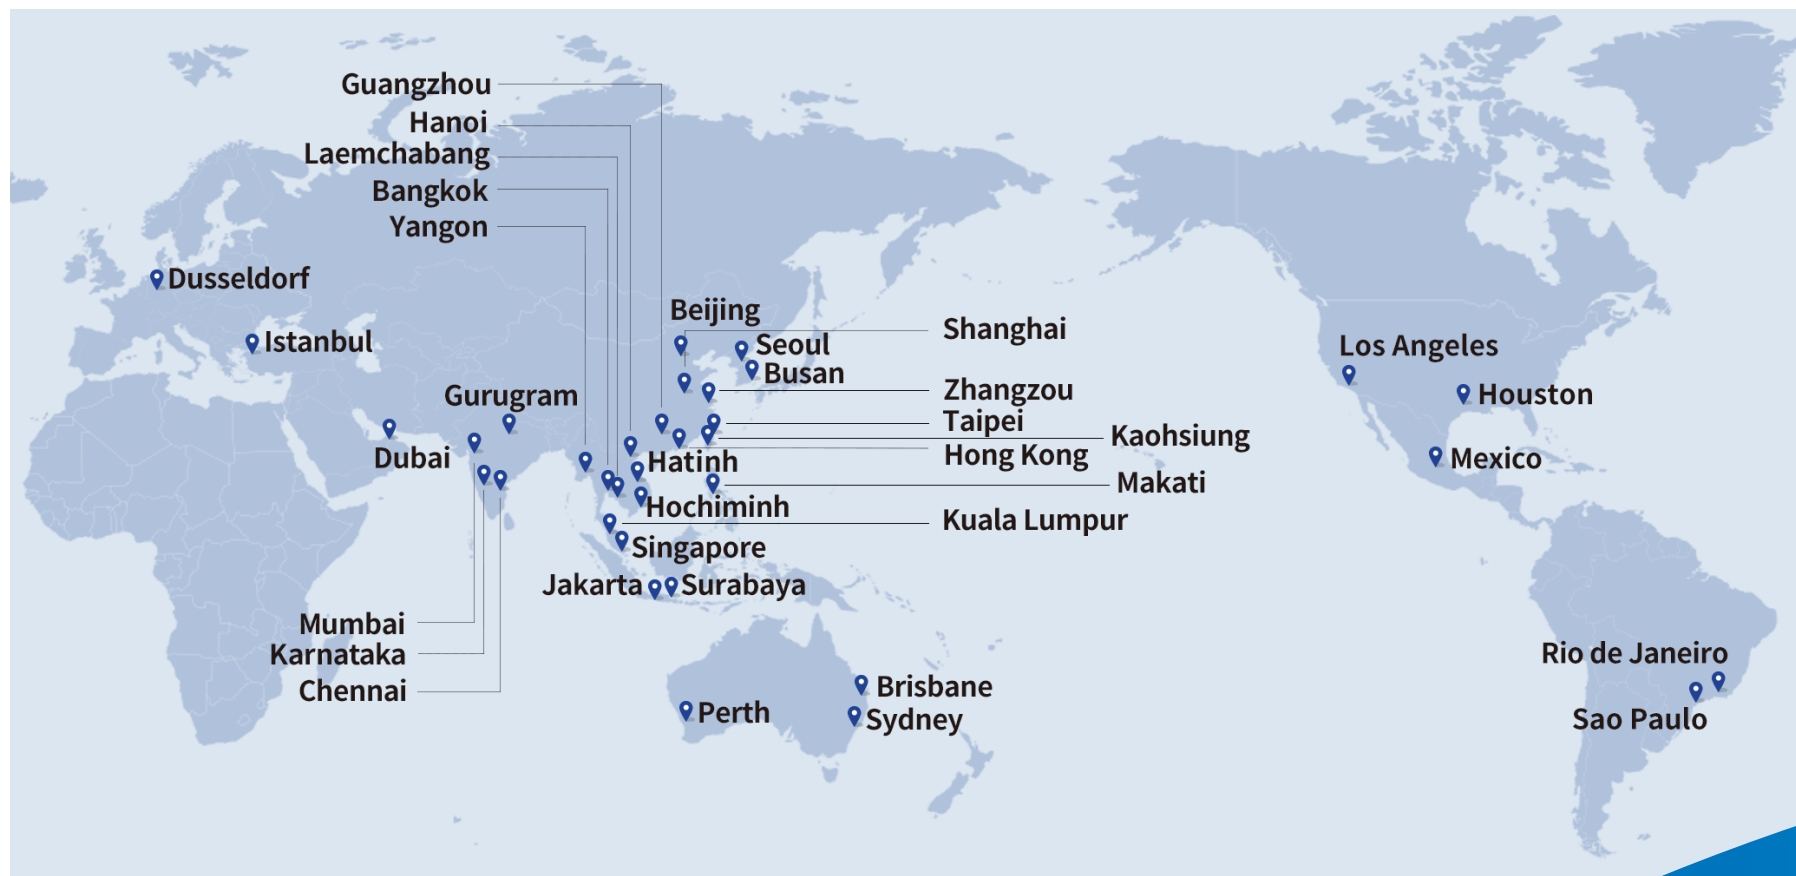 Guangzhou
Hanoi
Laemchabang
Bangkok
Yangon
Dusseldorf
Istanbul
Beijing
Shanghai
Seoul
Busan
Los Angeles
Gurugram
Zhangzou
Houston
Taipei
Kaohsiung
Dubai
Hatinh
Hong Kong
Mexico
Makati
Hochiminh
Kuala Lumpur
Singapore
Jakarta
Surabaya
Mumbai
Karnataka
Chennai
Rio de Janeiro
Brisbane
Perth
Sydney
Sao Paulo